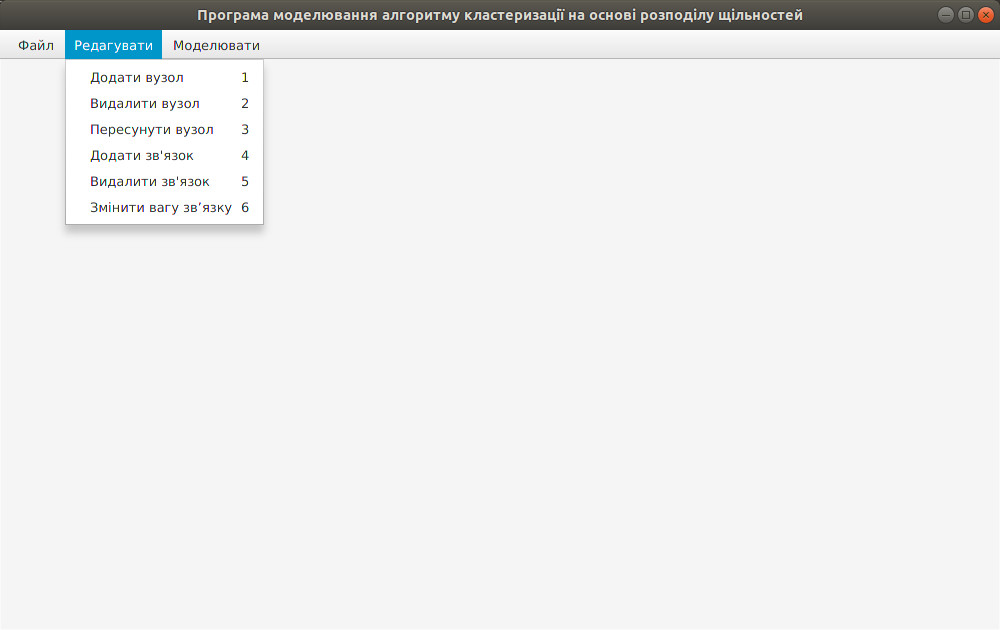 Програма моделювання алгоритму кластеризації на основі розподілу щільностей
Файл Редагувати Моделювати
Додати вузол 1
Видалити вузол 2
Пересунути вузол 3
Додати зв'язок 4
Видалити зв'язок 5
Змінити вагу зв’язку 6